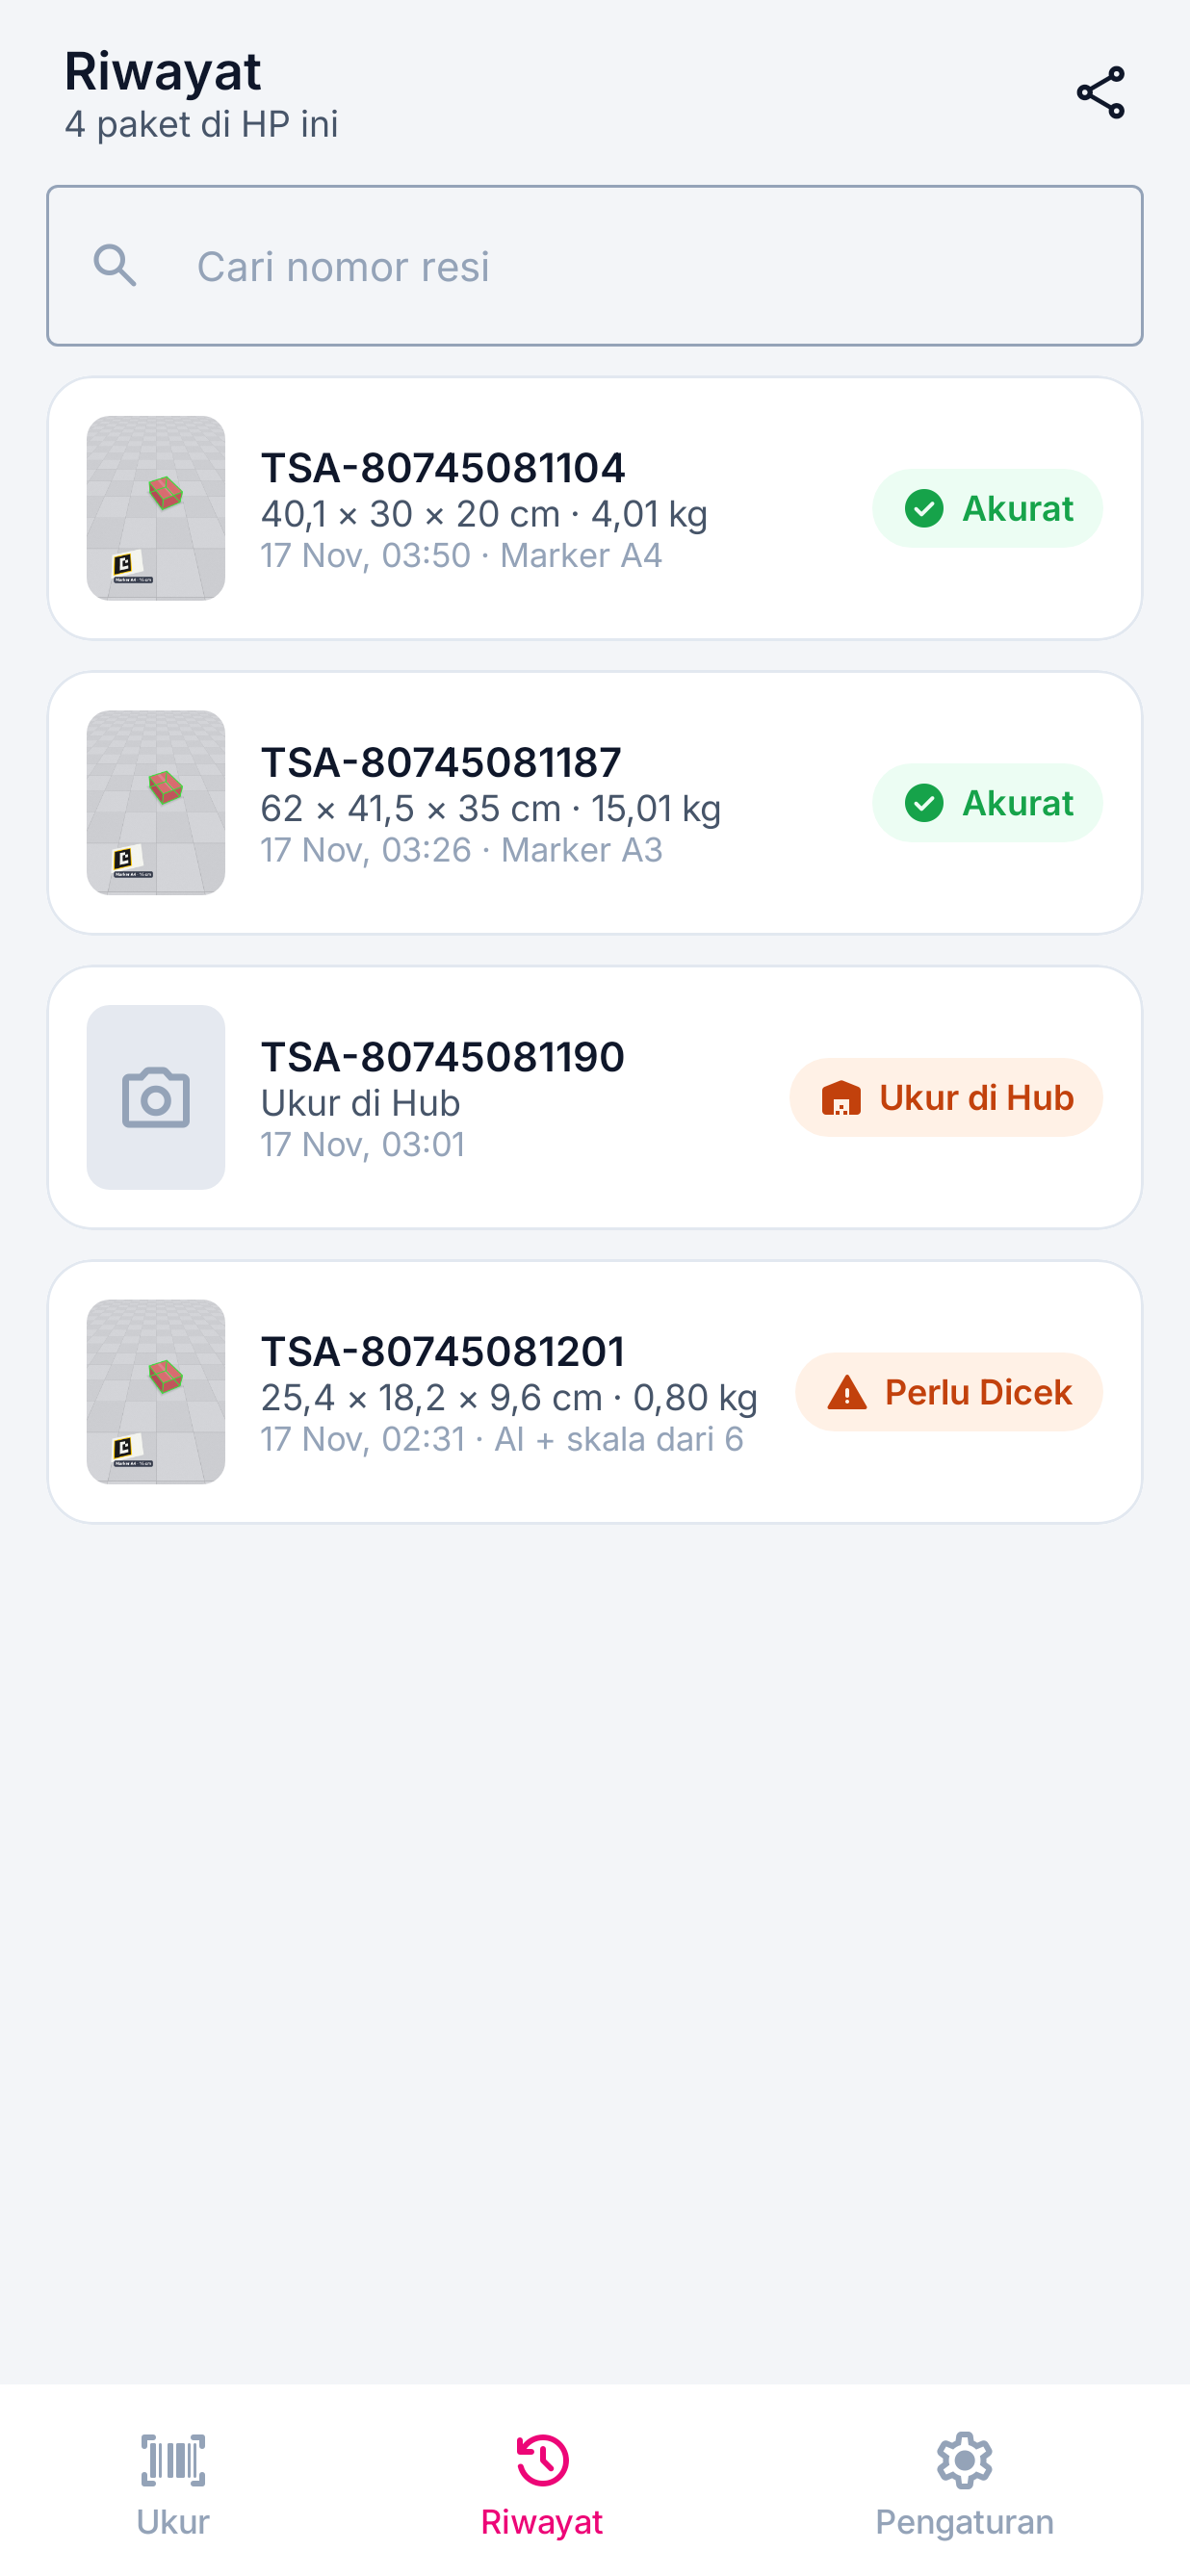 Riwayat
4 paket di HP ini
Cari nomor resi
TSA-80745081104
40,1 × 30 × 20 cm · 4,01 kg
17 Nov, 03:50 · Marker A4
Akurat
TSA-80745081187
62 × 41,5 × 35 cm · 15,01 kg
17 Nov, 03:26 · Marker A3
Akurat
TSA-80745081190
Ukur di Hub
17 Nov, 03:01
Ukur di Hub
TSA-80745081201
25,4 × 18,2 × 9,6 cm · 0,80 kg
17 Nov, 02:31 · AI + skala dari 6
Perlu Dicek
Ukur
Riwayat
Pengaturan